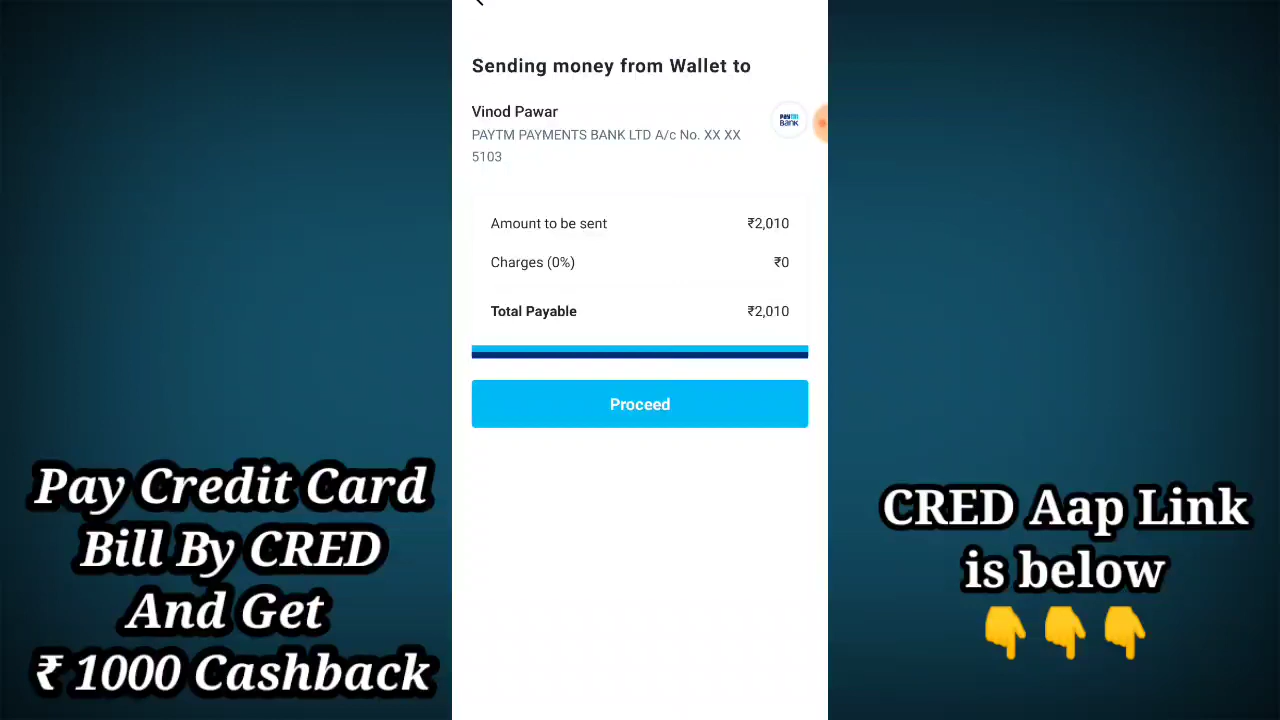 Sending money from Wallet to
Vinod Pawar
PAYTM PAYMENTS BANK LTD A/c No. XX XX
5103
PAYTM
BANK
Amount to be sent ₹2,010
Charges (0%) ₹0
Total Payable ₹2,010
Proceed
Pay Credit Card
Bill By CRED
And Get
₹ 1000 Cashback
CRED Aap Link
is below